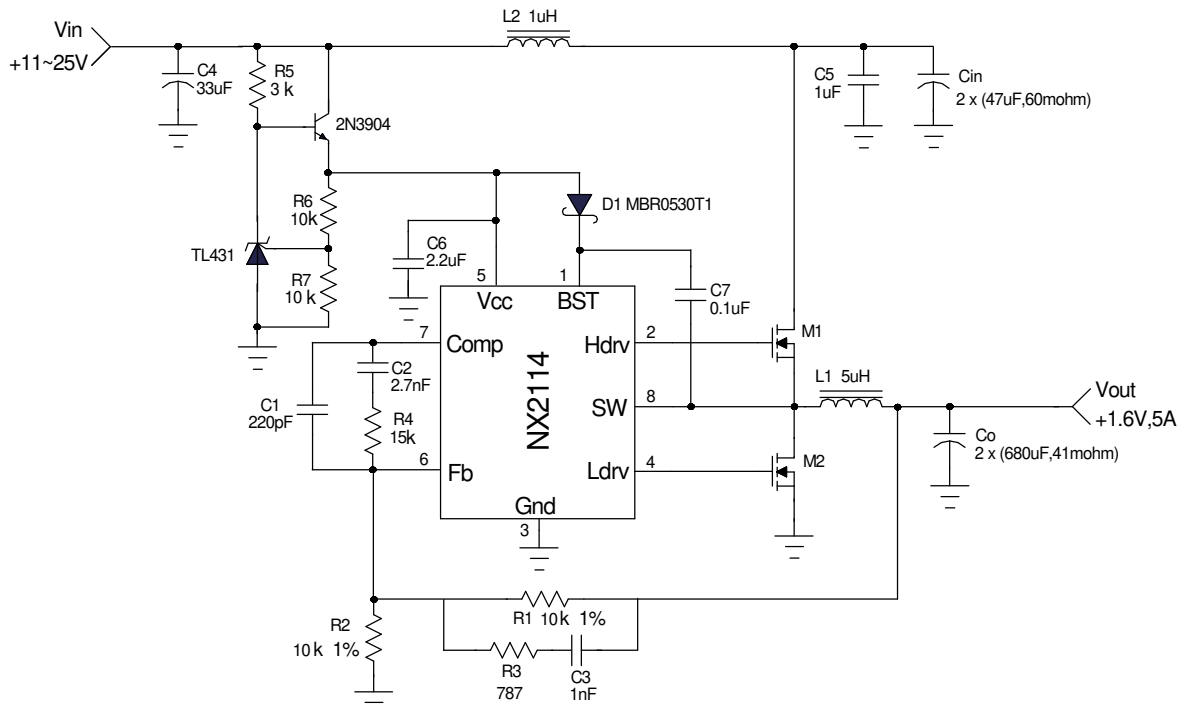 L2 1uH
Vin
+11~25V
C4
33uF
R5
3 k
2N3904
C5
1uF
Cin
2 x (47uF,60mohm)
R6
10k
D1 MBR0530T1
TL431
C6
2.2uF
R7
10 k
5
1
Vcc
BST
C7
0.1uF
7
Comp
Hdrv
2
M1
C2
2.7nF
NX2114
L1 5uH
Vout
+1.6V,5A
C1
220pF
R4
15k
SW
8
Co
2 x (680uF,41mohm)
6
Fb
Ldrv
4
M2
Gnd
3
R1 10k 1%
R2
10k 1%
R3
787
C3
1nF